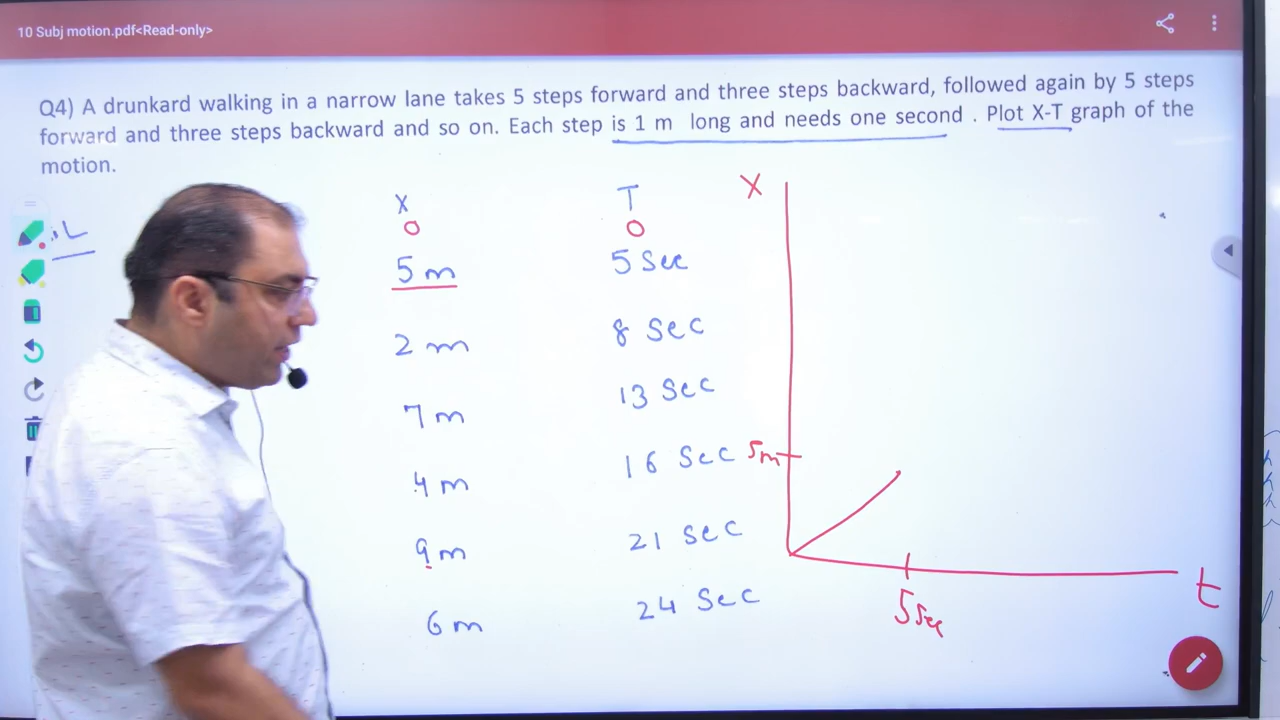 10 Subj motion.pdf<Read-only>
Q4) A drunkard walking in a narrow lane takes 5 steps forward and three steps backward, followed again by 5 steps
forward and three steps backward and so on. Each step is 1 m long and needs one second . Plot X-T graph of the
motion.
X T X
0 0
5 m 5 Sec
2 m 8 Sec
7 m 13 Sec
4 m 16 Sec 5m
9 m 21 Sec
6 m 24 Sec
t
5 Sec